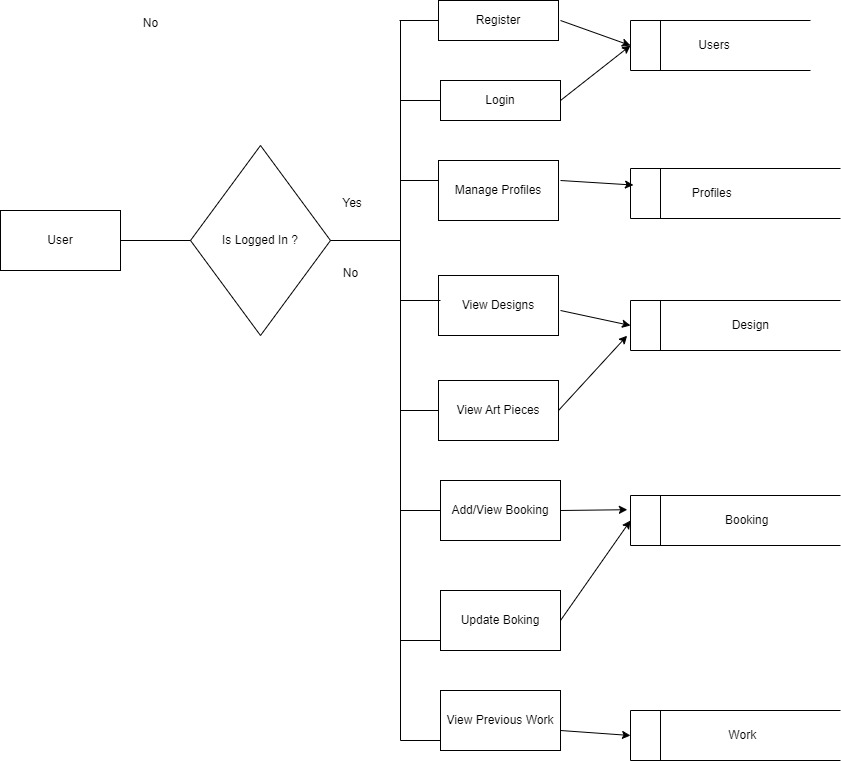 No
Register
Users
Login
Manage Profiles
Profiles
Yes
User
Is Logged In ?
No
View Designs
Design
View Art Pieces
Add/View Booking
Booking
Update Boking
View Previous Work
Work